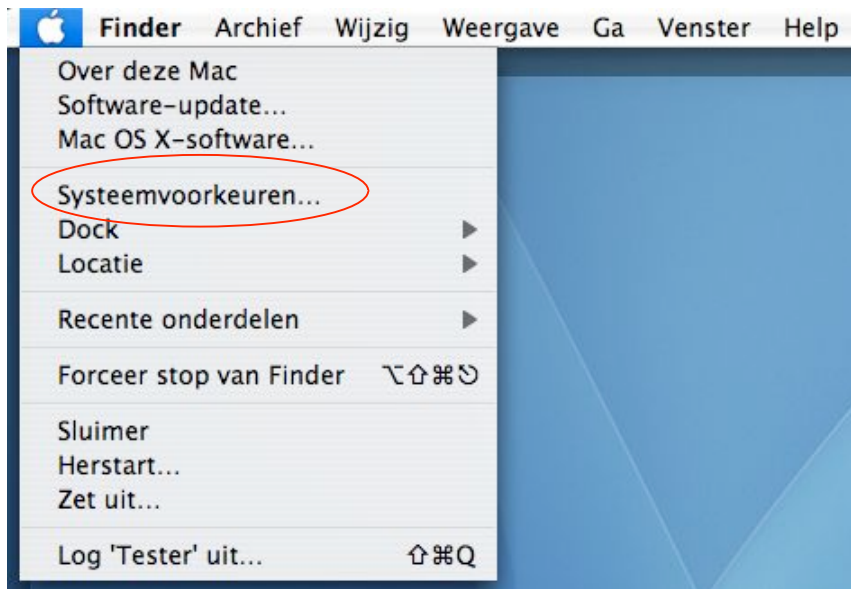 Finder Archief Wijzig Weergave Ga Venster Help
Over deze Mac
Software-update...
Mac OS X-software...
Systeemvoorkeuren...
Dock
Locatie
Recente onderdelen
Forceer stop van Finder ⌥⇧⌘⎋
Sluimer
Herstart...
Zet uit...
Log 'Tester' uit... ⇧⌘Q